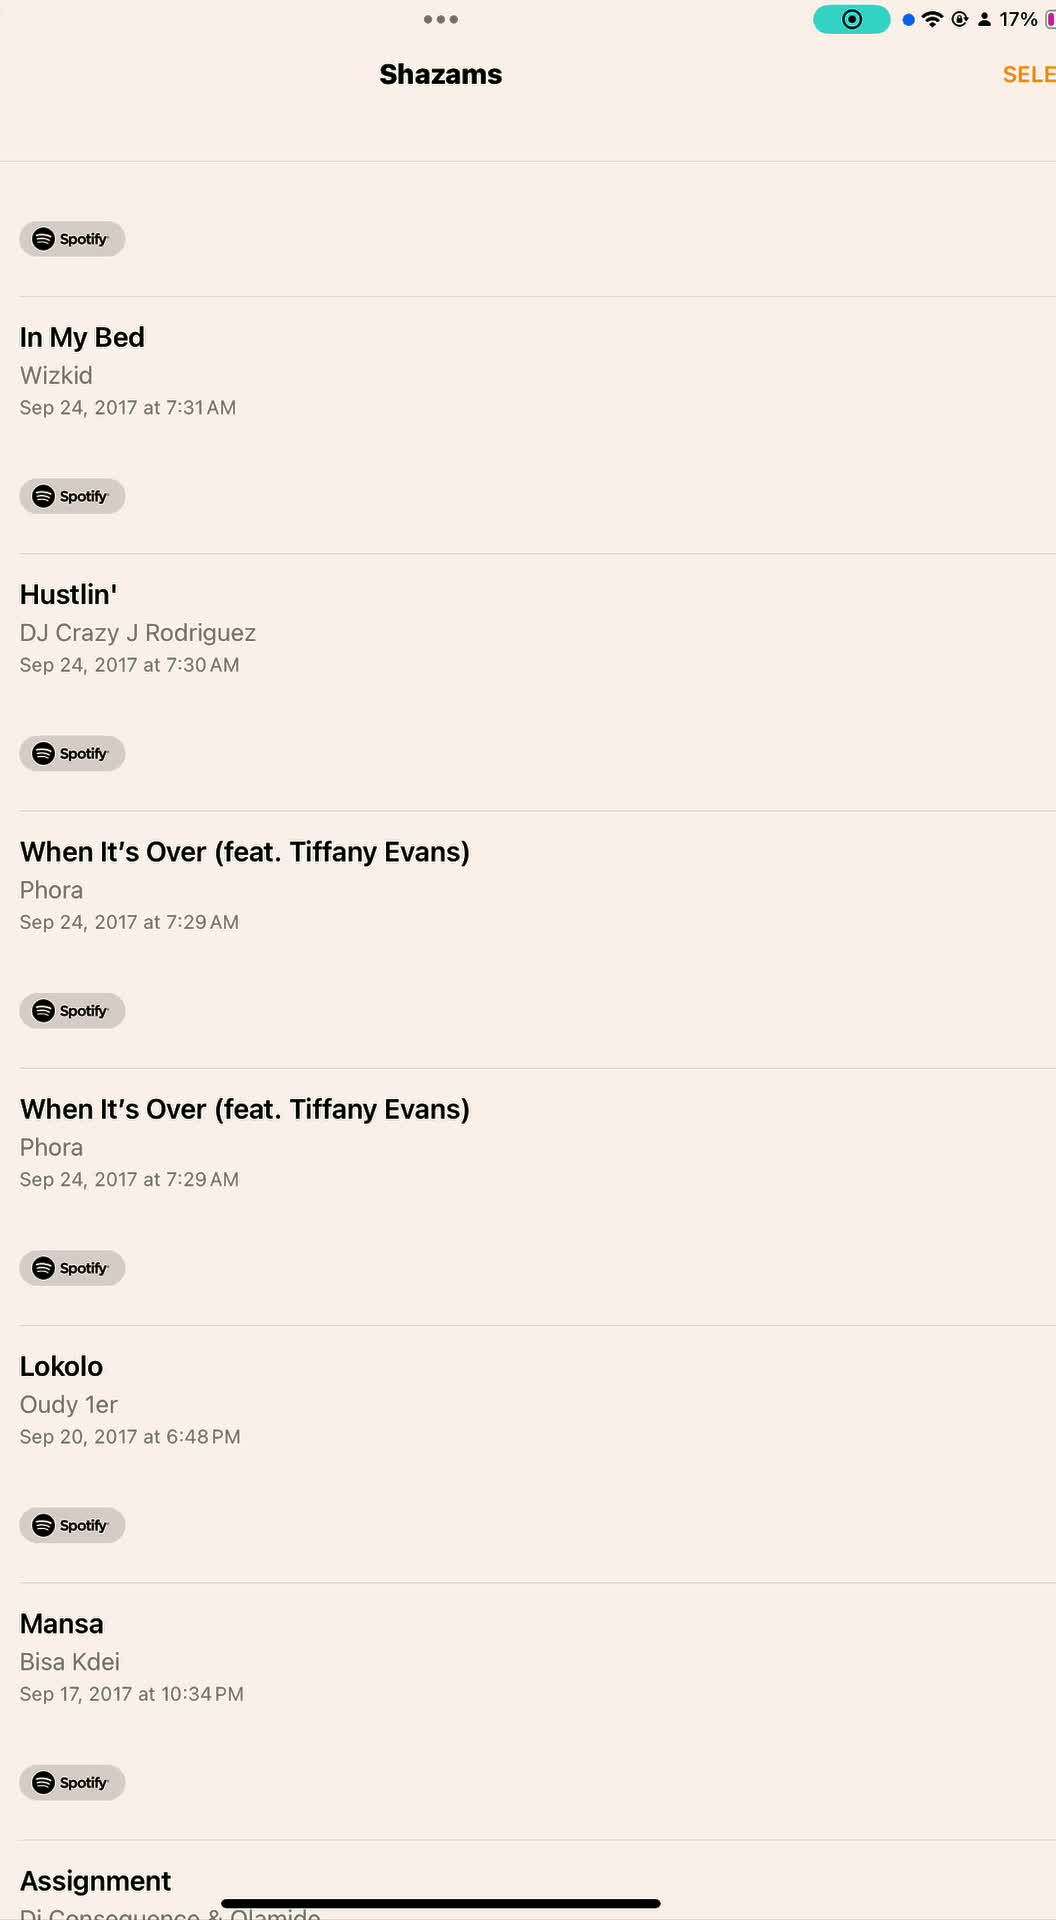 17%
Shazams
SELE
Spotify
In My Bed
Wizkid
Sep 24, 2017 at 7:31 AM
Spotify
Hustlin'
DJ Crazy J Rodriguez
Sep 24, 2017 at 7:30 AM
Spotify
When It’s Over (feat. Tiffany Evans)
Phora
Sep 24, 2017 at 7:29 AM
Spotify
When It’s Over (feat. Tiffany Evans)
Phora
Sep 24, 2017 at 7:29 AM
Spotify
Lokolo
Oudy 1er
Sep 20, 2017 at 6:48 PM
Spotify
Mansa
Bisa Kdei
Sep 17, 2017 at 10:34 PM
Spotify
Assignment
Dj Consequence & Olamide